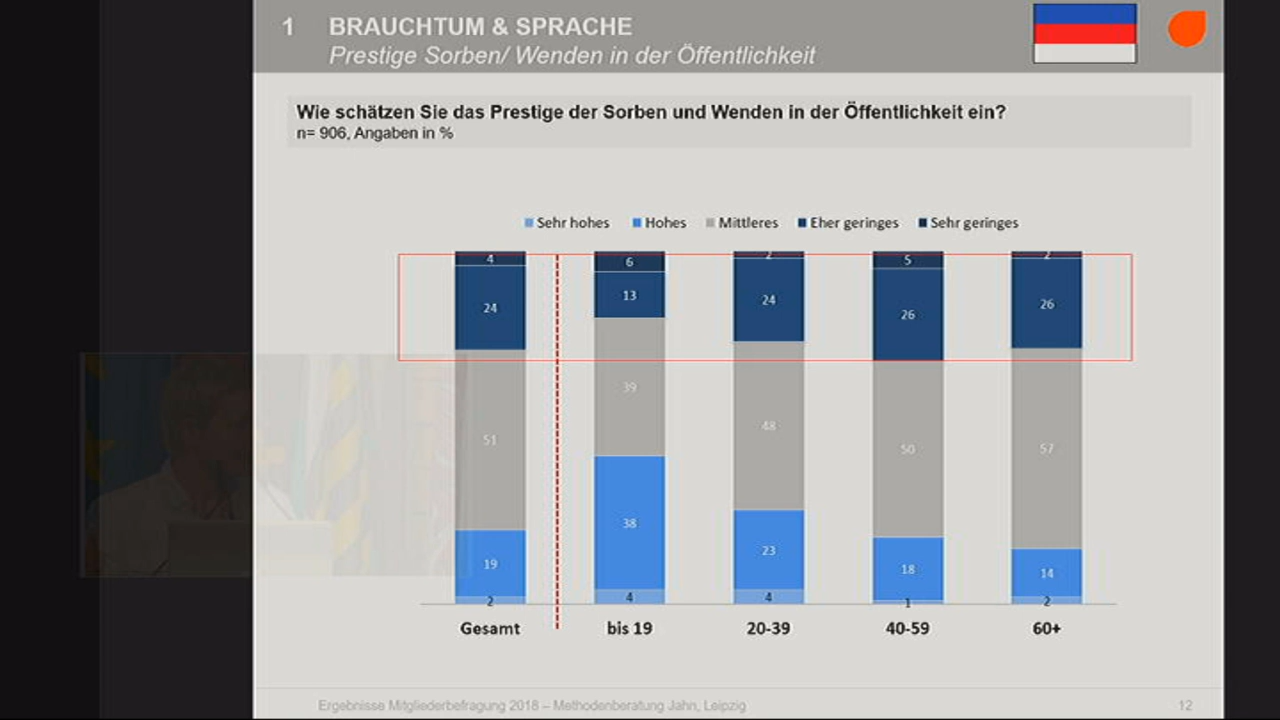 1 BRAUCHTUM & SPRACHE
Prestige Sorben/ Wenden in der Öffentlichkeit
Wie schätzen Sie das Prestige der Sorben und Wenden in der Öffentlichkeit ein?
n= 906, Angaben in %
Sehr hohes Hohes Mittleres Eher geringes Sehr geringes
4 6 2 5 2
24 13 24 26 26
51 39 48 50 57
19 38 23 18 14
2 4 4 1 2
Gesamt bis 19 20-39 40-59 60+
Ergebnisse Mitgliederbefragung 2018 – Methodenberatung Jahn, Leipzig 12